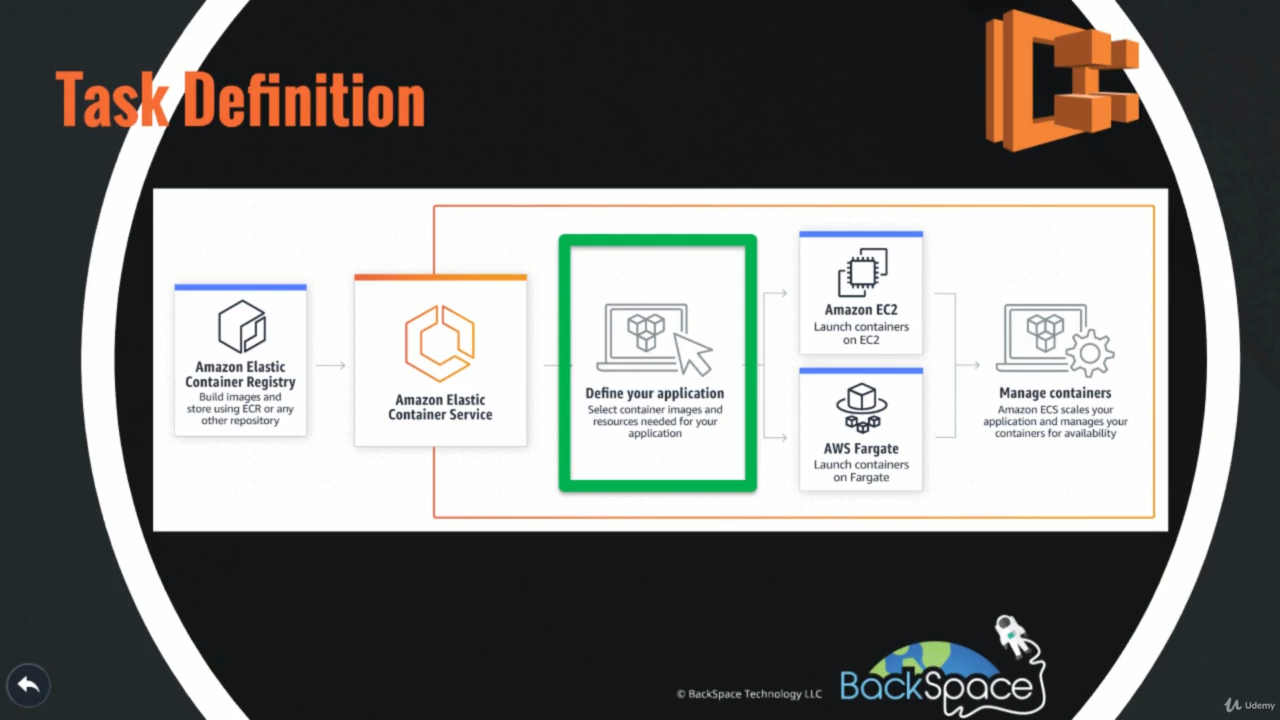 Task Definition
Amazon Elastic
Container Registry
Build images and
store using ECR or any
other repository
Amazon Elastic
Container Service
Define your application
Select container images and
resources needed for your
application
Amazon EC2
Launch containers
on EC2
AWS Fargate
Launch containers
on Fargate
Manage containers
Amazon ECS scales your
application and manages your
containers for availability
© BackSpace Technology LLC
BackSpace
Udemy